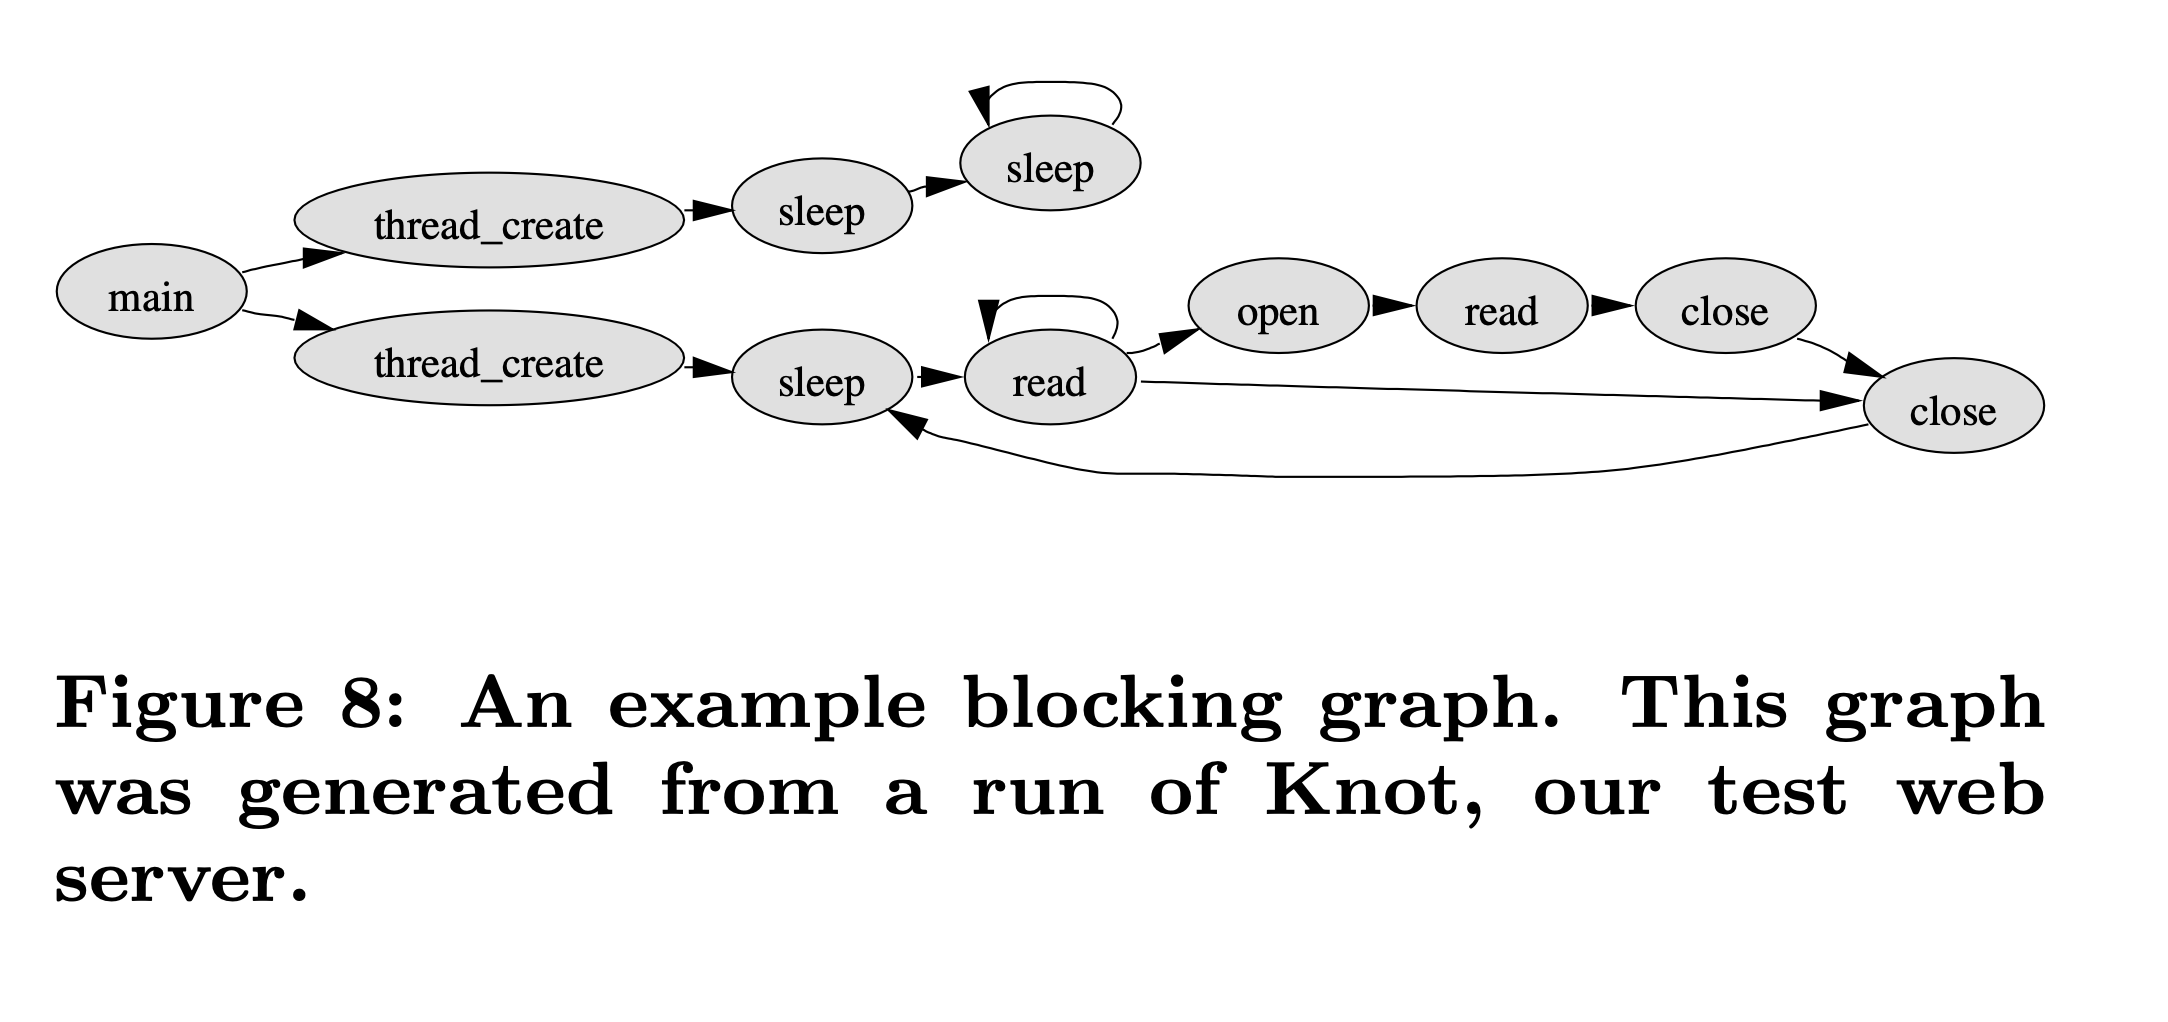 sleep
thread_create
sleep
main
open
read
close
thread_create
sleep
read
close
Figure 8: An example blocking graph. This graph
was generated from a run of Knot, our test web
server.